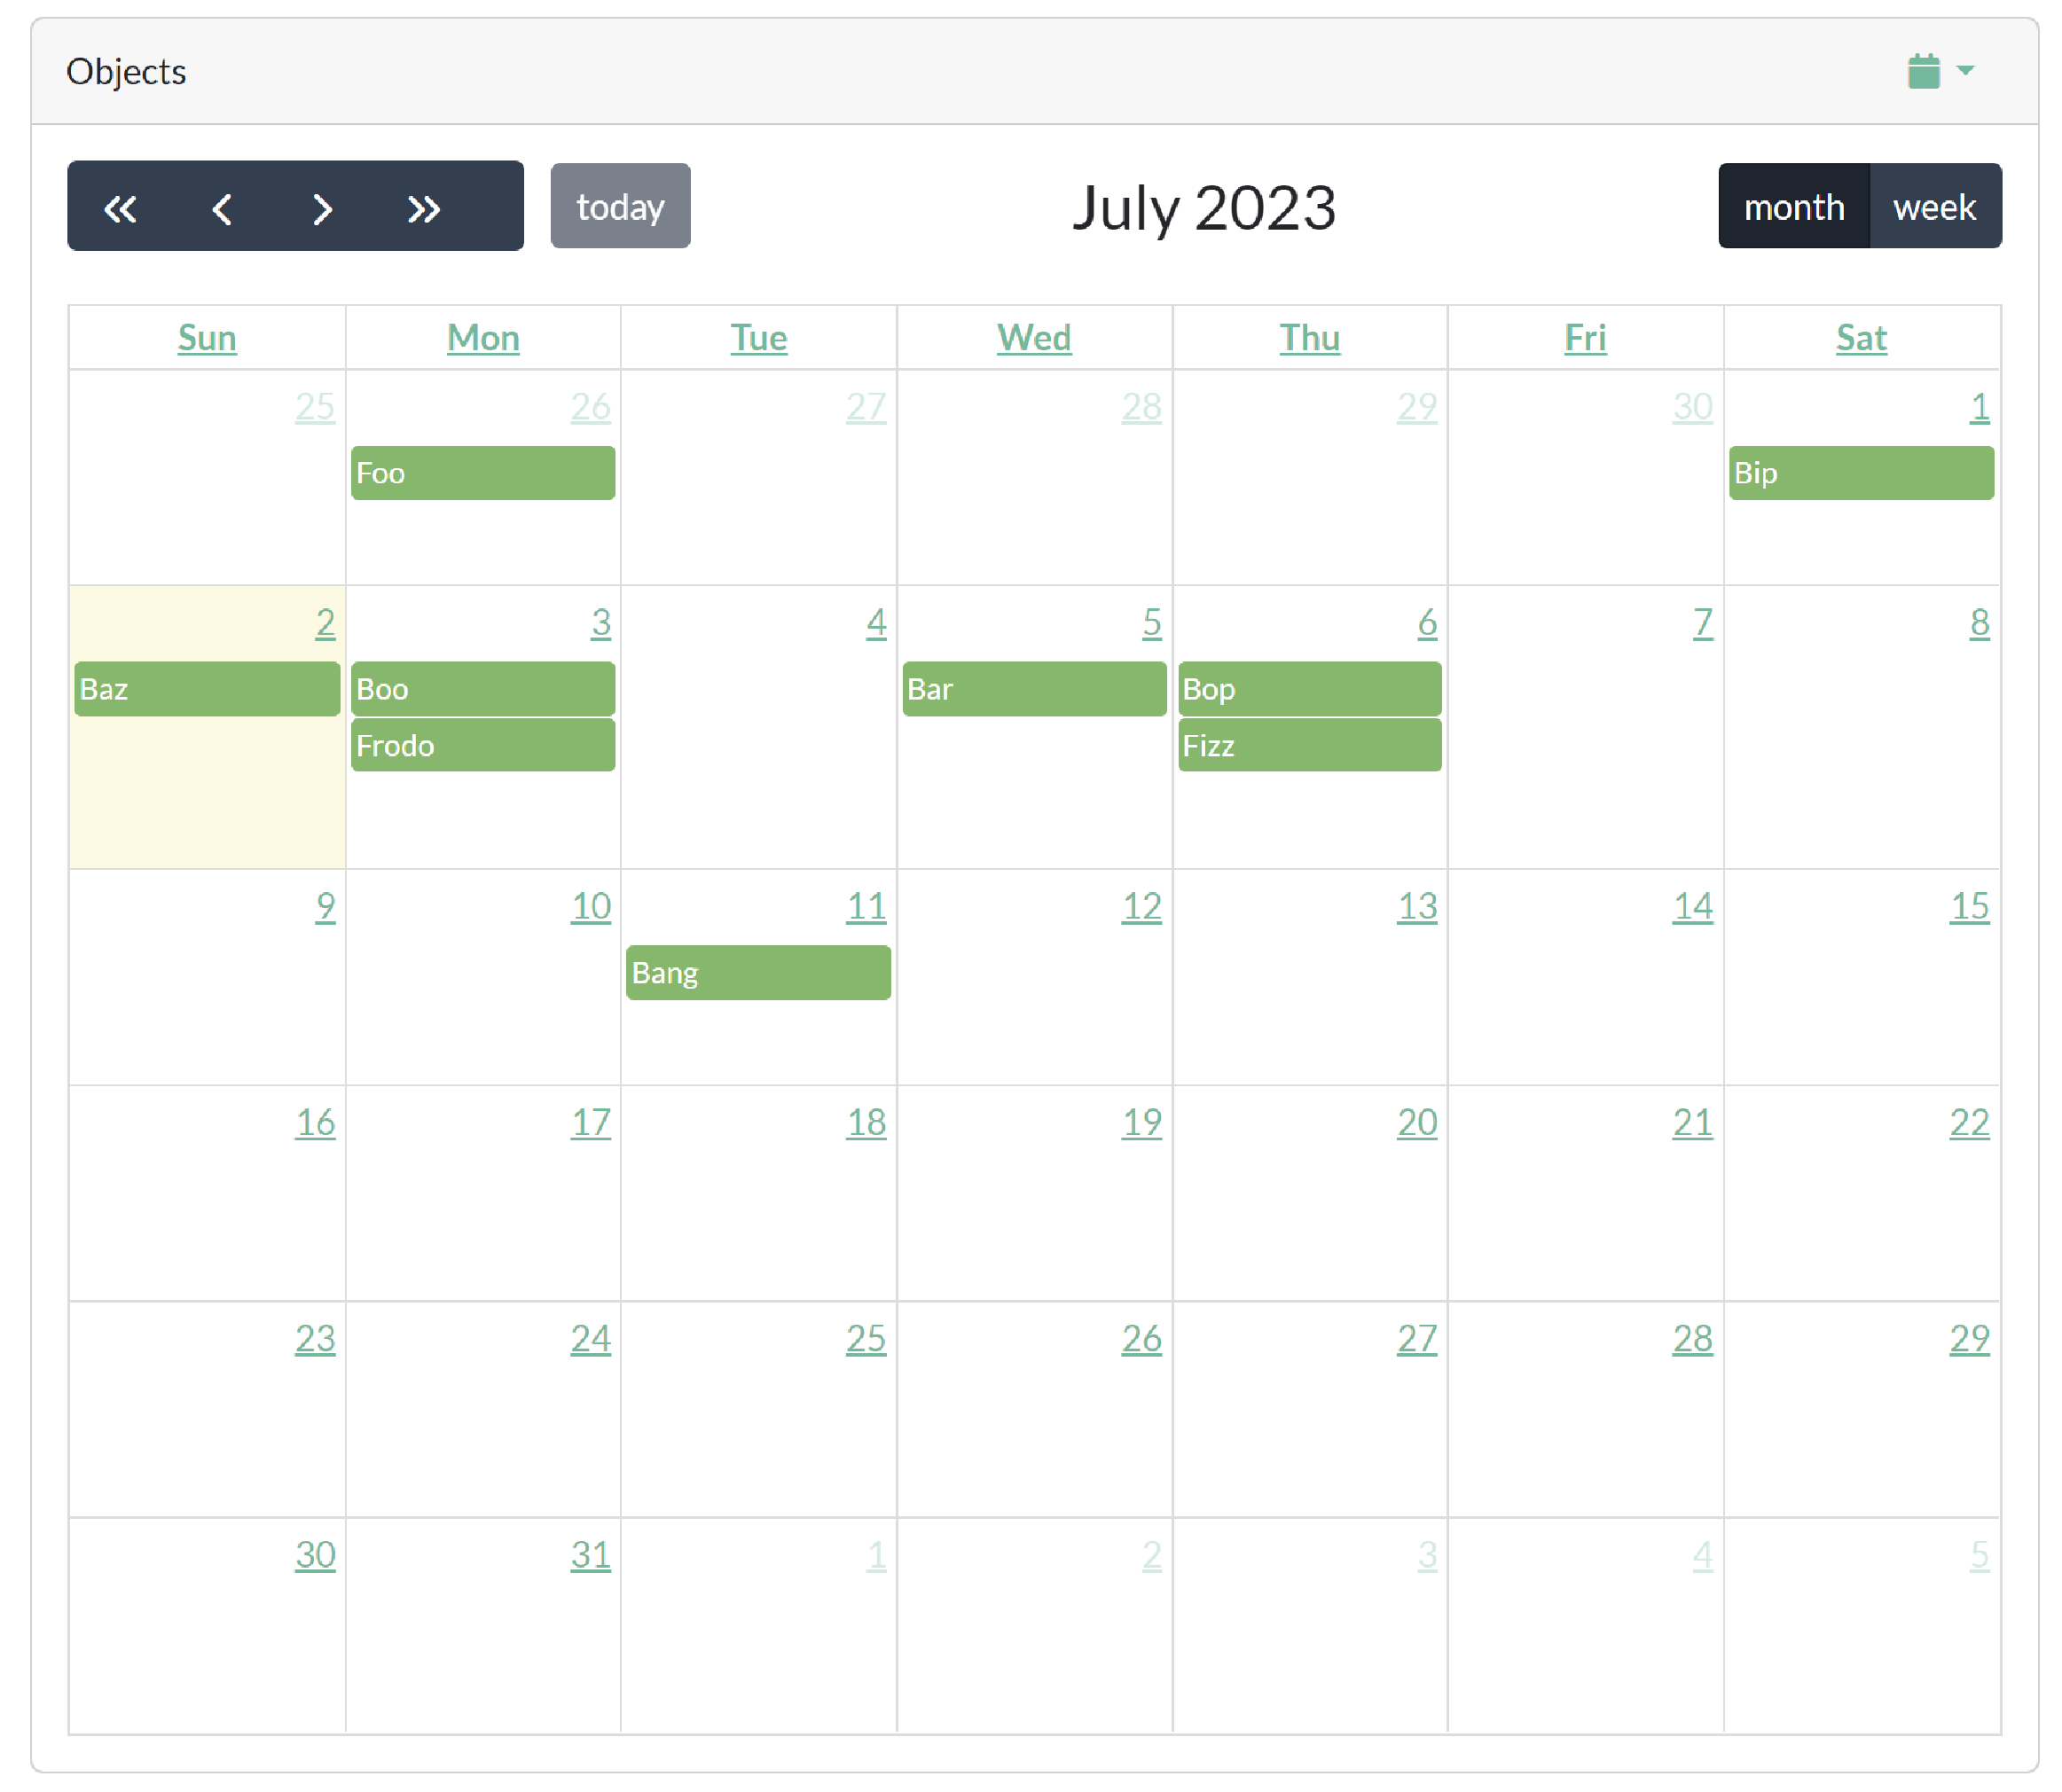 Objects
today July 2023 month week
Sun Mon Tue Wed Thu Fri Sat
25 26 27 28 29 30 1
Foo Bip
2 3 4 5 6 7 8
Baz Boo Bar Bop
Frodo Fizz
9 10 11 12 13 14 15
Bang
16 17 18 19 20 21 22
23 24 25 26 27 28 29
30 31 1 2 3 4 5